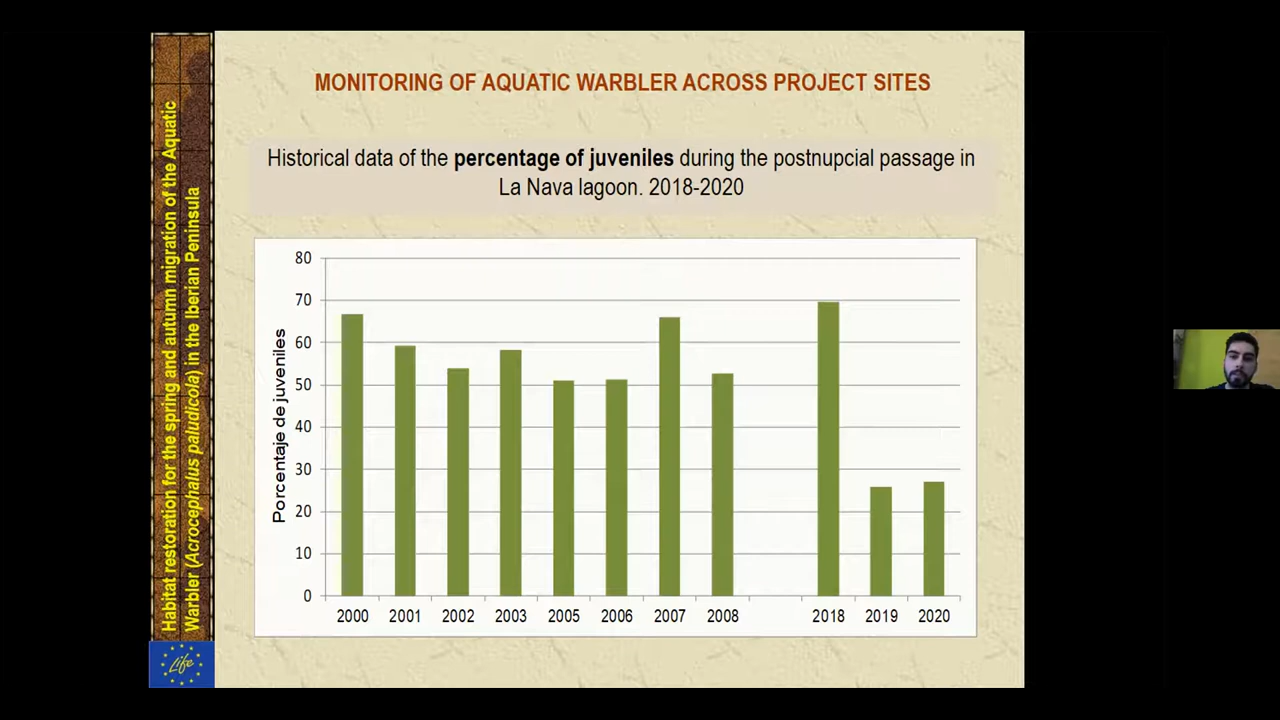 MONITORING OF AQUATIC WARBLER ACROSS PROJECT SITES
Historical data of the percentage of juveniles during the postnupcial passage in
La Nava lagoon. 2018-2020
Habitat restoration for the spring and autumn migration of the Aquatic
Warbler (Acrocephalus paludicola) in the Iberian Peninsula
Life
Porcentaje de juveniles
80
70
60
50
40
30
20
10
0
2000 2001 2002 2003 2005 2006 2007 2008 2018 2019 2020